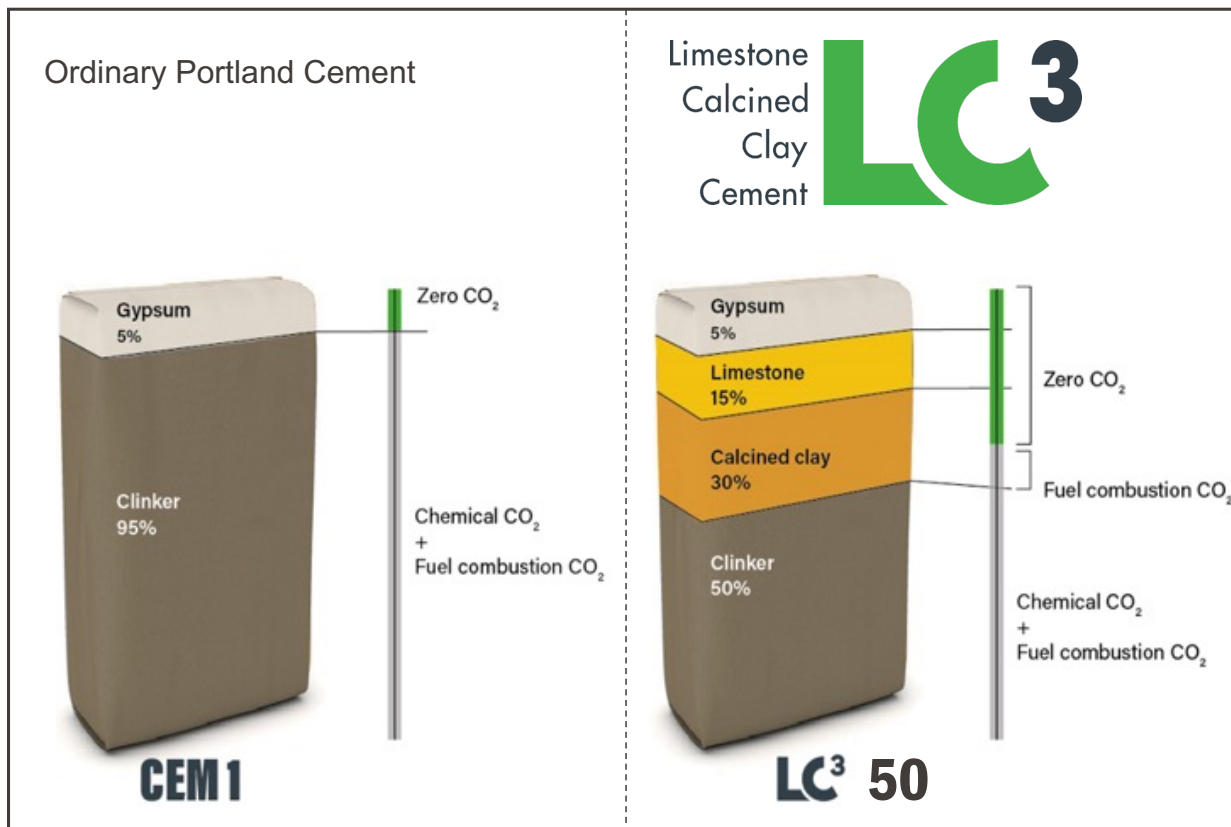 Ordinary Portland Cement
Gypsum
5%
Clinker
95%
Zero CO₂
Chemical CO₂
+
Fuel combustion CO₂
CEM 1
Limestone
Calcined
Clay
Cement
LC³
Gypsum
5%
Limestone
15%
Calcined clay
30%
Clinker
50%
Zero CO₂
Fuel combustion CO₂
Chemical CO₂
+
Fuel combustion CO₂
LC³ 50